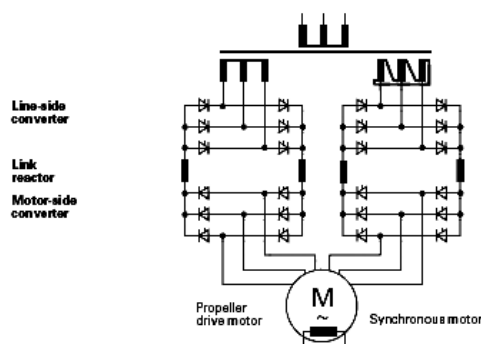 Line-side
converter
Link
reactor
Motor-side
converter
M
~
Propeller
drive motor
Synchronous motor